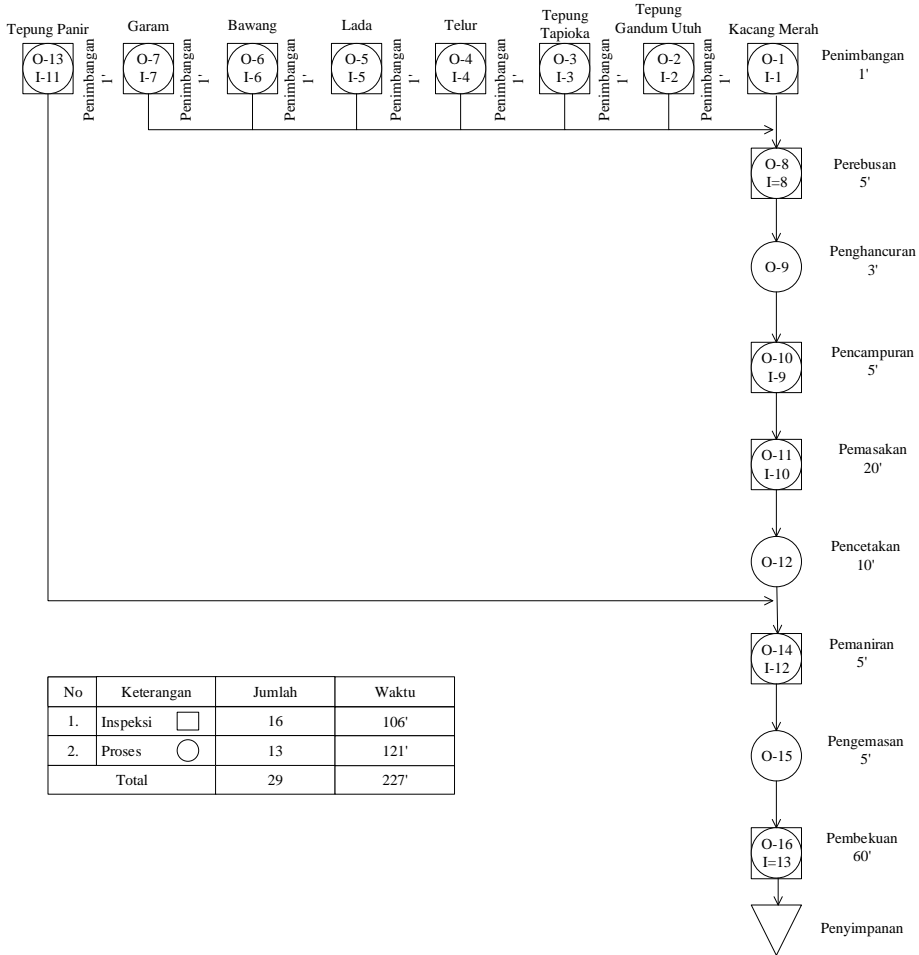 Tepung Panir
Garam
Bawang
Lada
Telur
Tepung
Tapioka
Tepung
Gandum Utuh
Kacang Merah
O-13
I-11
Penimbangan
1'
O-7
I-7
Penimbangan
1'
O-6
I-6
Penimbangan
1'
O-5
I-5
Penimbangan
1'
O-4
I-4
Penimbangan
1'
O-3
I-3
Penimbangan
1'
O-2
I-2
Penimbangan
1'
O-1
I-1
Penimbangan
1'
O-8
I=8
Perebusan
5'
O-9
Penghancuran
3'
O-10
I-9
Pencampuran
5'
O-11
I-10
Pemasakan
20'
O-12
Pencetakan
10'
O-14
I-12
Pemaniran
5'
O-15
Pengemasan
5'
O-16
I=13
Pembekuan
60'
Penyimpanan
No Keterangan Jumlah Waktu
1. Inspeksi 16 106'
2. Proses 13 121'
Total 29 227'